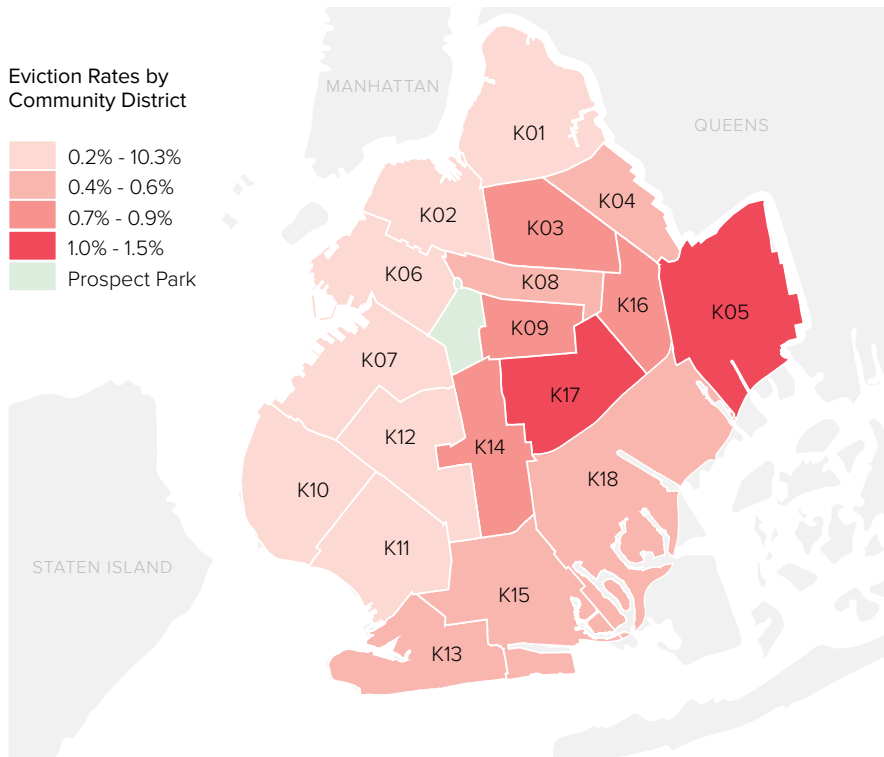 Eviction Rates by
Community District
0.2% - 10.3%
0.4% - 0.6%
0.7% - 0.9%
1.0% - 1.5%
Prospect Park
MANHATTAN
QUEENS
STATEN ISLAND
K01
K02
K03
K04
K06
K08
K16
K05
K09
K07
K17
K12
K14
K10
K18
K11
K15
K13